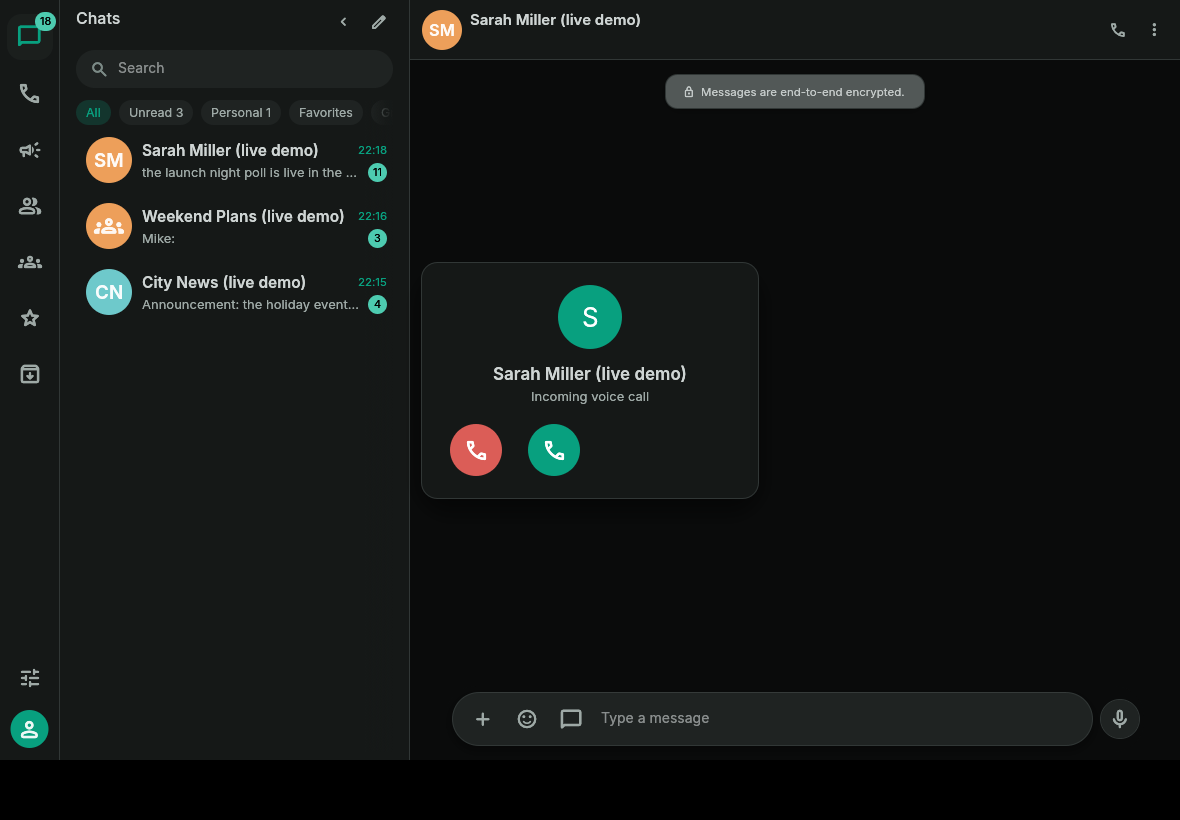 18
Chats
Search
All
Unread 3
Personal 1
Favorites
G
SM
Sarah Miller (live demo)
22:18
the launch night poll is live in the ...
11
Weekend Plans (live demo)
22:16
Mike:
3
CN
City News (live demo)
22:15
Announcement: the holiday event...
4
SM
Sarah Miller (live demo)
Messages are end-to-end encrypted.
S
Sarah Miller (live demo)
Incoming voice call
Type a message